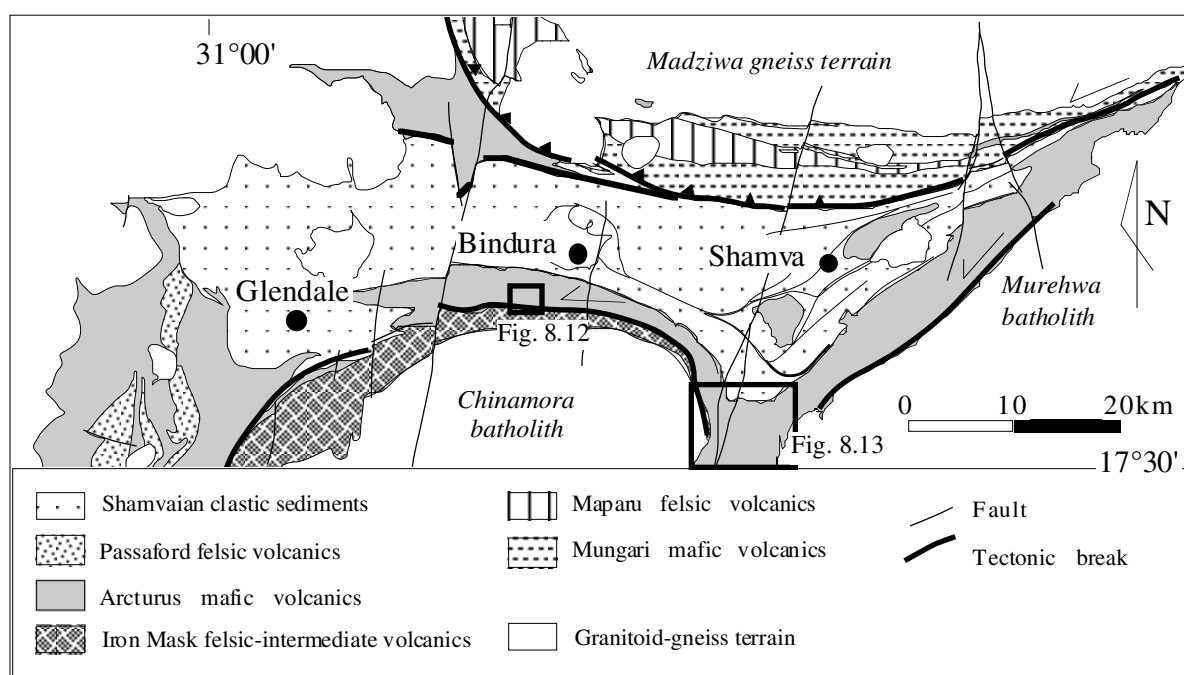 31°00'
Madziwa gneiss terrain
N
Bindura
Shamva
Glendale
Murehwa
batholith
Fig. 8.12
Chinamora
batholith
0 10 20km
Fig. 8.13
17°30'
Shamvaian clastic sediments
Passaford felsic volcanics
Arcturus mafic volcanics
Iron Mask felsic-intermediate volcanics
Maparu felsic volcanics
Mungari mafic volcanics
Granitoid-gneiss terrain
Fault
Tectonic break